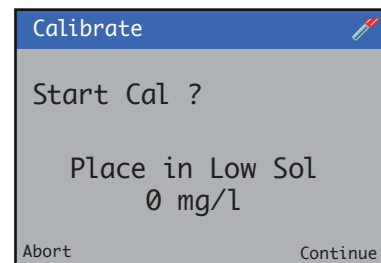 Calibrate
Start Cal ?
Place in Low Sol
0 mg/l
Abort Continue